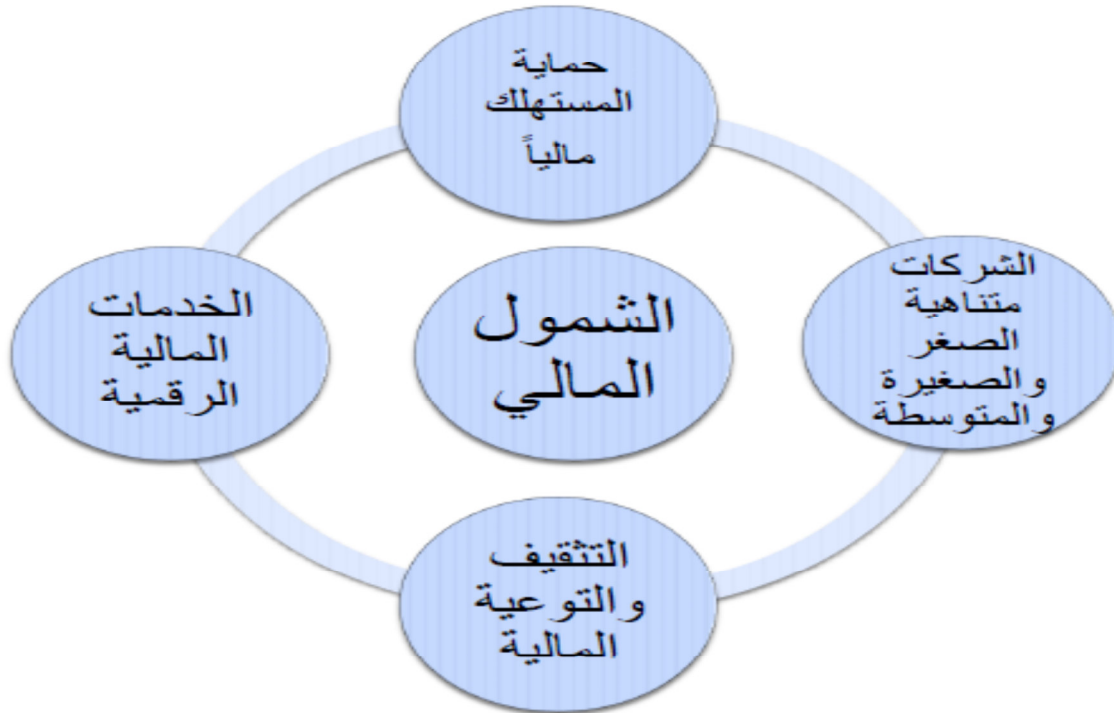 حماية
المستهلك
مالياً
الشركات
متناهية
الصغر
والصغيرة
والمتوسطة
الشمول
المالي
الخدمات
المالية
الرقمية
التثقيف
والتوعية
المالية